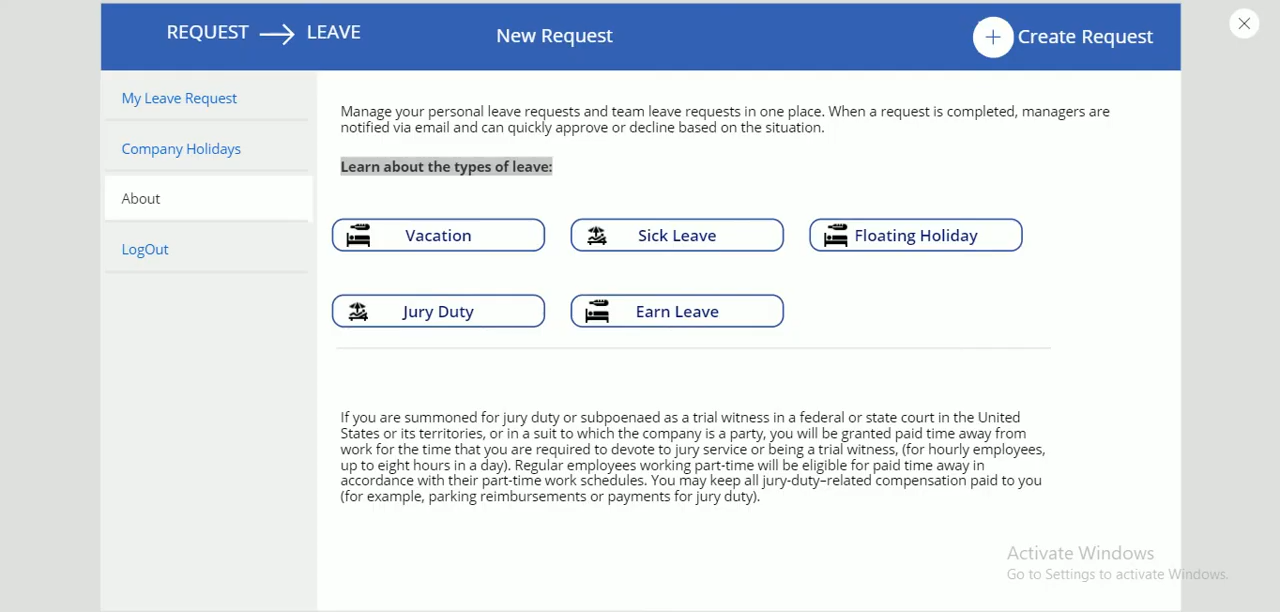 REQUEST → LEAVE
New Request
+ Create Request
My Leave Request
Company Holidays
About
LogOut
Manage your personal leave requests and team leave requests in one place. When a request is completed, managers are
notified via email and can quickly approve or decline based on the situation.
Learn about the types of leave:
Vacation
Sick Leave
Floating Holiday
Jury Duty
Earn Leave
If you are summoned for jury duty or subpoenaed as a trial witness in a federal or state court in the United
States or its territories, or in a suit to which the company is a party, you will be granted paid time away from
work for the time that you are required to devote to jury service or being a trial witness, (for hourly employees,
up to eight hours in a day). Regular employees working part-time will be eligible for paid time away in
accordance with their part-time work schedules. You may keep all jury-duty–related compensation paid to you
(for example, parking reimbursements or payments for jury duty).
Activate Windows
Go to Settings to activate Windows.